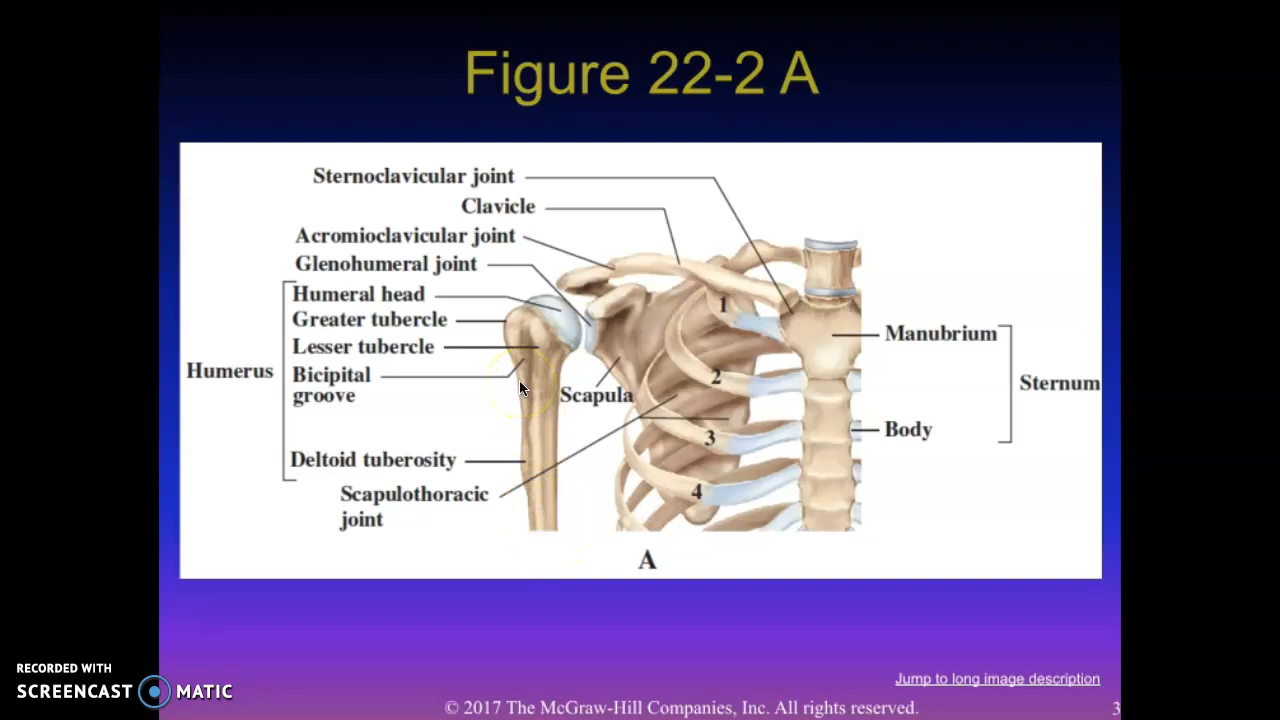 Figure 22-2 A
Sternoclavicular joint
Clavicle
Acromioclavicular joint
Glenohumeral joint
Humeral head
Greater tubercle
Lesser tubercle
Bicipital
groove
Humerus
Deltoid tuberosity
Scapulothoracic
joint
Scapula
1
2
3
4
Manubrium
Body
Sternum
A
Jump to long image description
© 2017 The McGraw-Hill Companies, Inc. All rights reserved.
3
RECORDED WITH
SCREENCAST MATIC